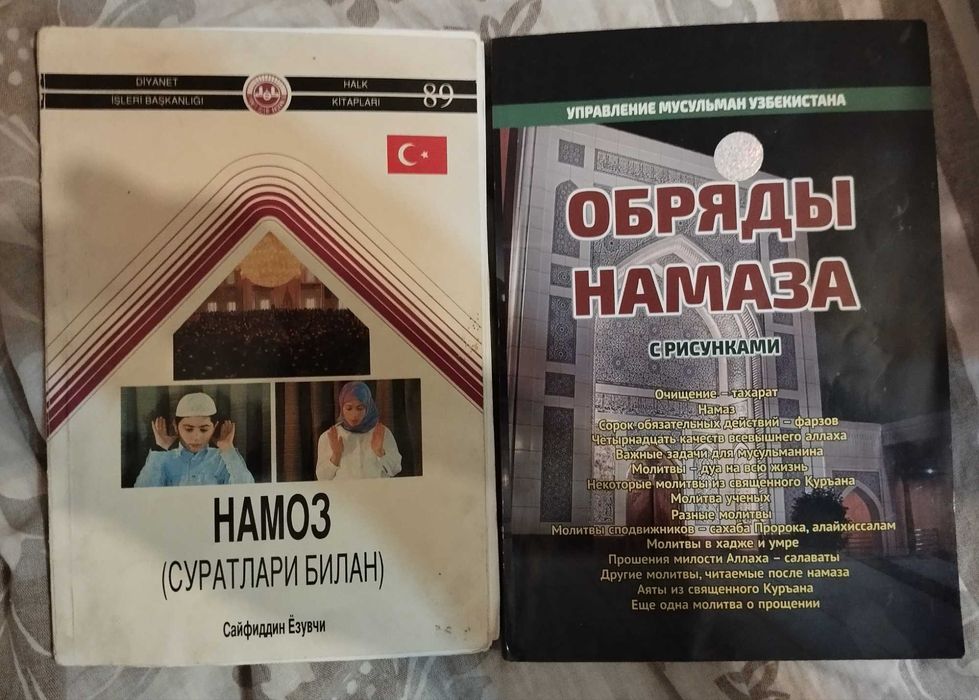 DİYANET
İŞLERİ BAŞKANLIĞI
HALK
KİTAPLARI
89
НАМОЗ
(СУРАТЛАРИ БИЛАН)
Сайфиддин Ёзувчи
УПРАВЛЕНИЕ МУСУЛЬМАН УЗБЕКИСТАНА
ОБРЯДЫ
НАМАЗА
С РИСУНКАМИ
Очищение – тахарат
Намаз
Сорок обязательных действий – фарзов
Четырнадцать качеств всевышнего аллаха
Важные задачи для мусульманина
Молитвы – дуа на всю жизнь
Некоторые молитвы из священного Куръана
Молитва ученых
Разные молитвы
Молитвы сподвижников – сахаба Пророка, алайхиссалам
Молитвы в хадже и умре
Прошения милости Аллаха – салаваты
Другие молитвы, читаемые после намаза
Аяты из священного Куръана
Еще одна молитва о прощении